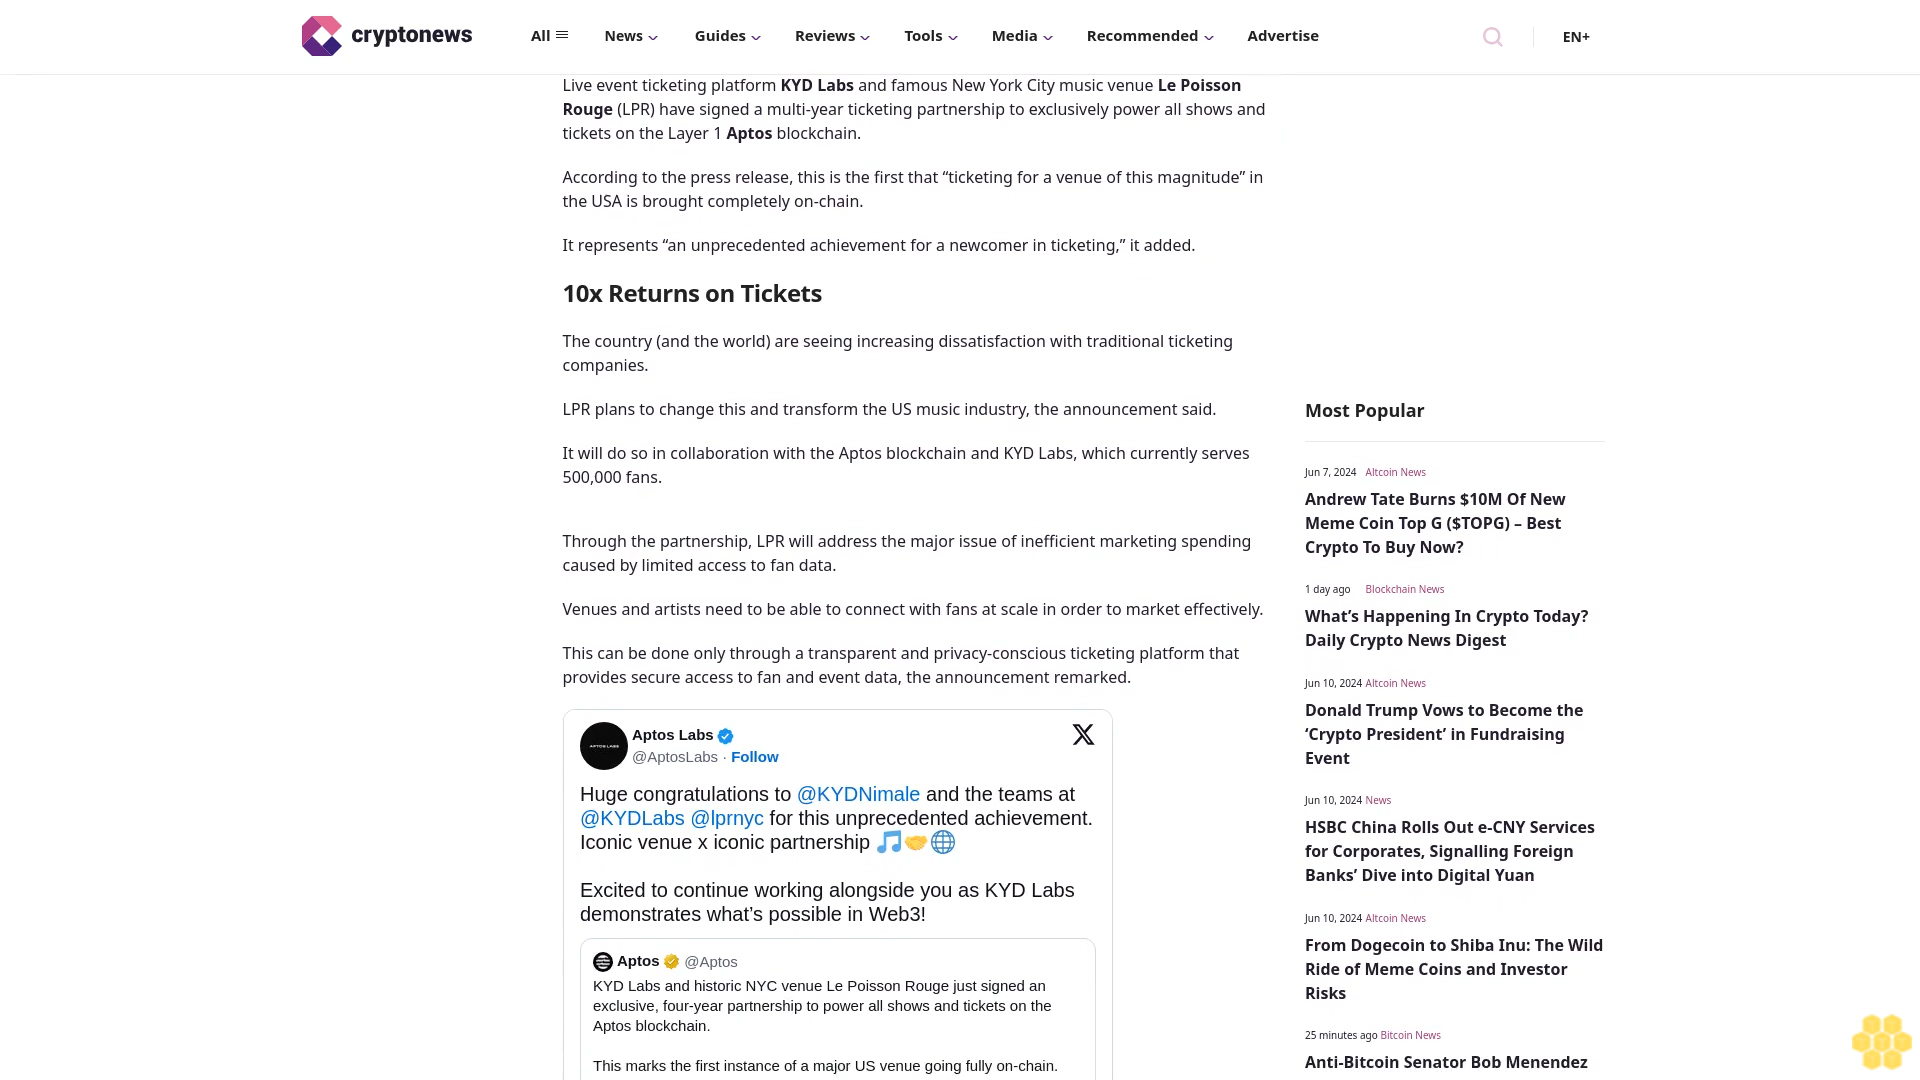 cryptonews
All
News
Guides
Reviews
Tools
Media
Recommended
Advertise
EN+
Live event ticketing platform KYD Labs and famous New York City music venue Le Poisson
Rouge (LPR) have signed a multi-year ticketing partnership to exclusively power all shows and
tickets on the Layer 1 Aptos blockchain.
According to the press release, this is the first that “ticketing for a venue of this magnitude” in
the USA is brought completely on-chain.
It represents “an unprecedented achievement for a newcomer in ticketing,” it added.
10x Returns on Tickets
The country (and the world) are seeing increasing dissatisfaction with traditional ticketing
companies.
LPR plans to change this and transform the US music industry, the announcement said.
It will do so in collaboration with the Aptos blockchain and KYD Labs, which currently serves
500,000 fans.
Through the partnership, LPR will address the major issue of inefficient marketing spending
caused by limited access to fan data.
Venues and artists need to be able to connect with fans at scale in order to market effectively.
This can be done only through a transparent and privacy-conscious ticketing platform that
provides secure access to fan and event data, the announcement remarked.
APTOS LABS
Aptos Labs
@AptosLabs · Follow
Huge congratulations to @KYDNimale and the teams at
@KYDLabs @lprnyc for this unprecedented achievement.
Iconic venue x iconic partnership 🎵🤝🌐
Excited to continue working alongside you as KYD Labs
demonstrates what’s possible in Web3!
Aptos @Aptos
KYD Labs and historic NYC venue Le Poisson Rouge just signed an
exclusive, four-year partnership to power all shows and tickets on the
Aptos blockchain.
This marks the first instance of a major US venue going fully on-chain.
Most Popular
Jun 7, 2024 Altcoin News
Andrew Tate Burns $10M Of New
Meme Coin Top G ($TOPG) – Best
Crypto To Buy Now?
1 day ago Blockchain News
What’s Happening In Crypto Today?
Daily Crypto News Digest
Jun 10, 2024 Altcoin News
Donald Trump Vows to Become the
‘Crypto President’ in Fundraising
Event
Jun 10, 2024 News
HSBC China Rolls Out e-CNY Services
for Corporates, Signalling Foreign
Banks’ Dive into Digital Yuan
Jun 10, 2024 Altcoin News
From Dogecoin to Shiba Inu: The Wild
Ride of Meme Coins and Investor
Risks
25 minutes ago Bitcoin News
Anti-Bitcoin Senator Bob Menendez